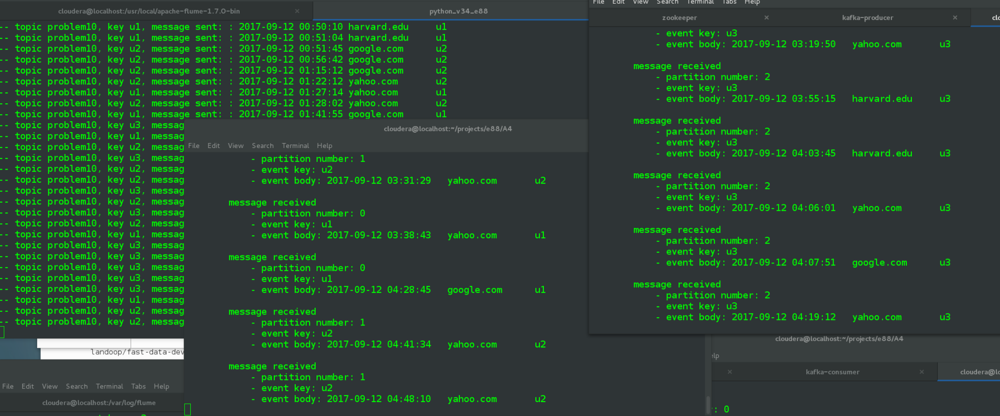 cloudera@localhost:/usr/local/apache-flume-1.7.0-bin × python_v34_e88
-- topic problem10, key u1, message sent: : 2017-09-12 00:50:10 harvard.edu u1
-- topic problem10, key u1, message sent: : 2017-09-12 00:51:04 harvard.edu u1
-- topic problem10, key u2, message sent: : 2017-09-12 00:51:45 google.com u2
-- topic problem10, key u2, message sent: : 2017-09-12 00:56:42 google.com u2
-- topic problem10, key u2, message sent: : 2017-09-12 01:15:12 google.com u2
-- topic problem10, key u2, message sent: : 2017-09-12 01:22:12 yahoo.com u2
-- topic problem10, key u1, message sent: : 2017-09-12 01:27:14 yahoo.com u1
-- topic problem10, key u2, message sent: : 2017-09-12 01:28:02 yahoo.com u2
-- topic problem10, key u1, message sent: : 2017-09-12 01:41:55 google.com u1
-- topic problem10, key u3, messag
-- topic problem10, key u1, messag
-- topic problem10, key u2, messag
-- topic problem10, key u3, messag
-- topic problem10, key u2, messag
-- topic problem10, key u2, messag
-- topic problem10, key u3, messag
-- topic problem10, key u2, messag
-- topic problem10, key u3, messag
-- topic problem10, key u2, messag
-- topic problem10, key u1, messag
-- topic problem10, key u3, messag
-- topic problem10, key u3, messag
-- topic problem10, key u3, messag
-- topic problem10, key u3, messag
-- topic problem10, key u3, messag
-- topic problem10, key u1, messag
-- topic problem10, key u2, messag
-- topic problem10, key u2, messag
landoop/fast-data-dev
File Edit View Search Terminal Tabs Help
cloudera@localhost:/var/log/flume
cloudera@localhost:~/projects/e88/A4
File Edit View Search Terminal Help
- partition number: 1
- event key: u2
- event body: 2017-09-12 03:31:29 yahoo.com u2
message received
- partition number: 0
- event key: u1
- event body: 2017-09-12 03:38:43 yahoo.com u1
message received
- partition number: 0
- event key: u1
- event body: 2017-09-12 04:28:45 google.com u1
message received
- partition number: 1
- event key: u2
- event body: 2017-09-12 04:41:34 yahoo.com u2
message received
- partition number: 1
- event key: u2
- event body: 2017-09-12 04:48:10 yahoo.com u2
File Edit View Search Terminal Tabs Help
zookeeper × kafka-producer × clo
- event key: u3
- event body: 2017-09-12 03:19:50 yahoo.com u3
message received
- partition number: 2
- event key: u3
- event body: 2017-09-12 03:55:15 harvard.edu u3
message received
- partition number: 2
- event key: u3
- event body: 2017-09-12 04:03:45 harvard.edu u3
message received
- partition number: 2
- event key: u3
- event body: 2017-09-12 04:06:01 yahoo.com u3
message received
- partition number: 2
- event key: u3
- event body: 2017-09-12 04:07:51 google.com u3
message received
- partition number: 2
- event key: u3
- event body: 2017-09-12 04:19:12 yahoo.com u3
cloudera@localhost:~/projects/e88/A4
elp
× kafka-consumer × cloudera@lo
: 0